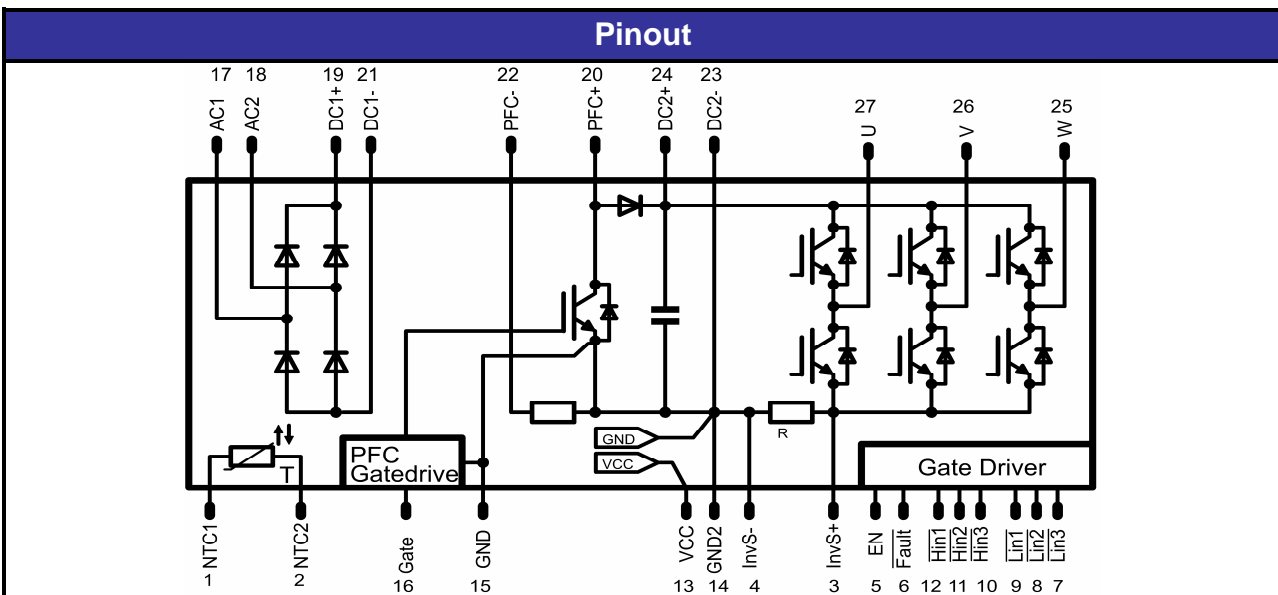 Pinout
17 18 19 21 22 20 24 23
AC1 AC2 DC1+ DC1- PFC- PFC+ DC2+ DC2-
27 26 25
U V W
GND
R
VCC
T
PFC
Gatedrive
Gate Driver
NTC1 NTC2 Gate GND VCC GND2 InvS- InvS+ EN Fault Hin1 Hin2 Hin3 Lin1 Lin2 Lin3
1 2 16 15 13 14 4 3 5 6 12 11 10 9 8 7